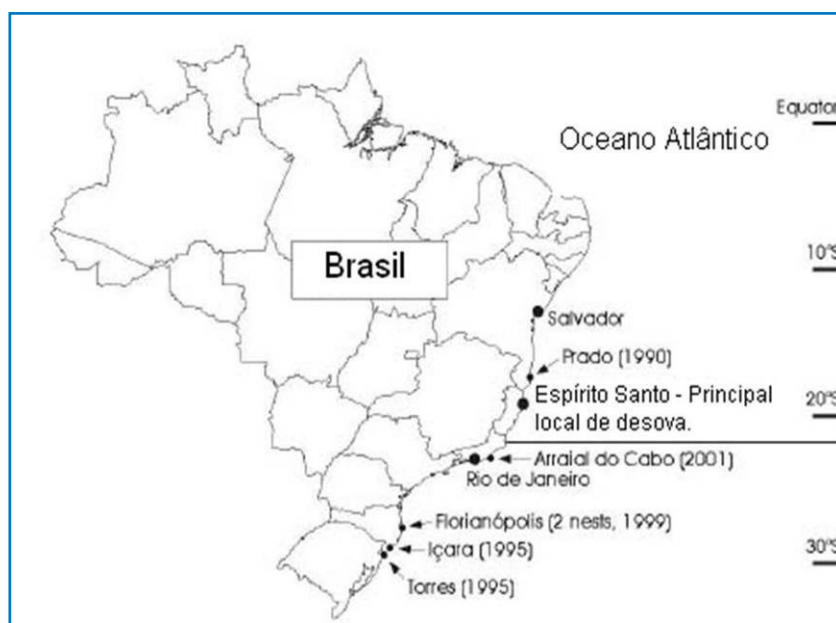 Equator
Oceano Atlântico
Brasil
10°S
Salvador
Prado (1990)
Espírito Santo - Principal
local de desova.
20°S
Arraial do Cabo (2001)
Rio de Janeiro
Florianópolis (2 nests, 1999)
Içara (1995)
30°S
Torres (1995)